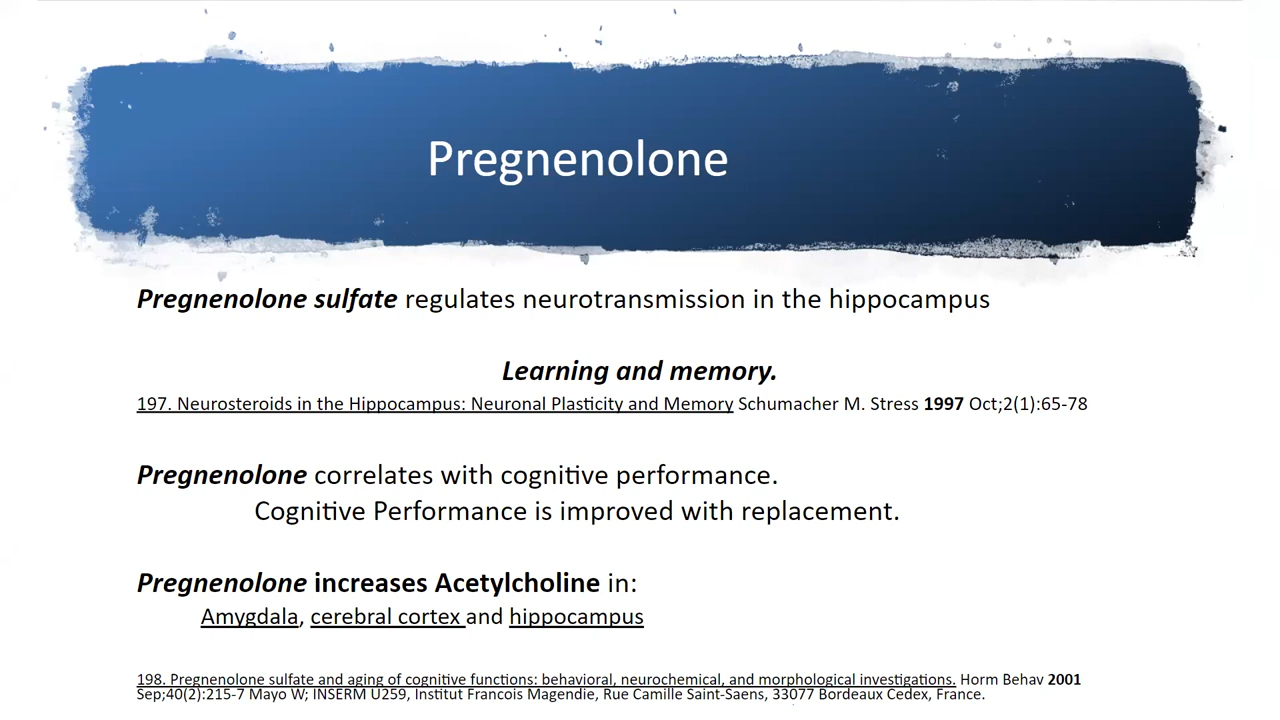 Pregnenolone
Pregnenolone sulfate regulates neurotransmission in the hippocampus
Learning and memory.
197. Neurosteroids in the Hippocampus: Neuronal Plasticity and Memory Schumacher M. Stress 1997 Oct;2(1):65-78
Pregnenolone correlates with cognitive performance.
Cognitive Performance is improved with replacement.
Pregnenolone increases Acetylcholine in:
Amygdala, cerebral cortex and hippocampus
198. Pregnenolone sulfate and aging of cognitive functions: behavioral, neurochemical, and morphological investigations. Horm Behav 2001
Sep;40(2):215-7 Mayo W; INSERM U259, Institut Francois Magendie, Rue Camille Saint-Saens, 33077 Bordeaux Cedex, France.